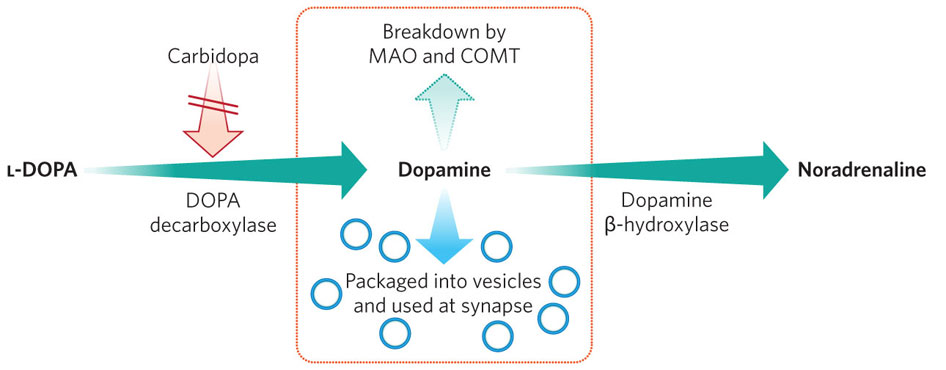 Carbidopa
Breakdown by
MAO and COMT
L-DOPA
Dopamine
Noradrenaline
DOPA
decarboxylase
Dopamine
β-hydroxylase
Packaged into vesicles
and used at synapse